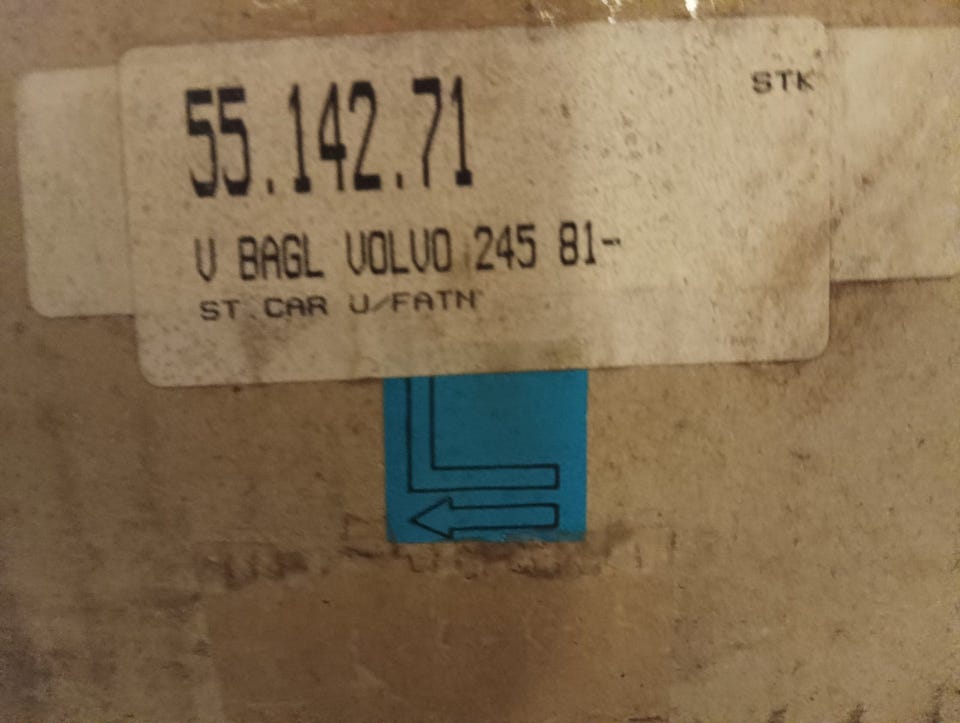 STK
55.142.71
V BAGL VOLVO 245 81-
ST.CAR U/FATN